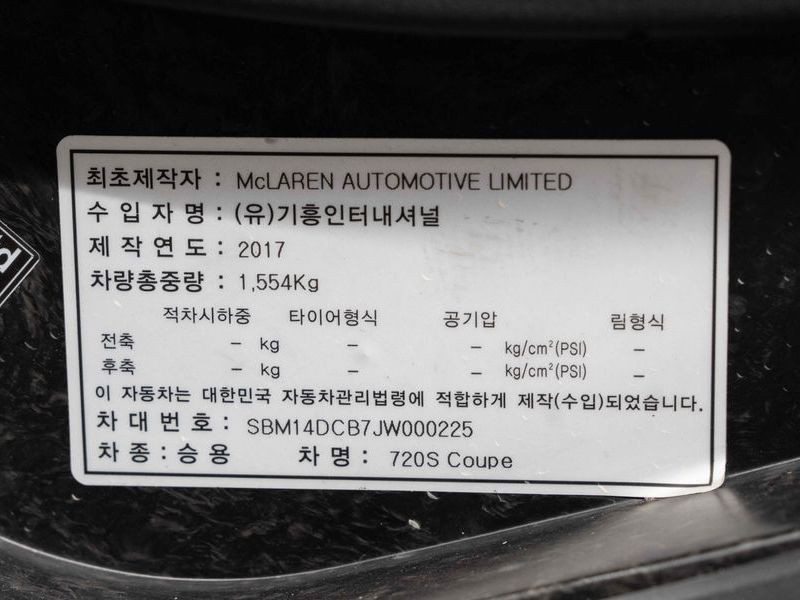 최초제작자 : McLAREN AUTOMOTIVE LIMITED
수 입 자 명 : (유)기흥인터내셔널
제 작 연 도 : 2017
차량총중량 : 1,554Kg
적차시하중 타이어형식 공기압 림형식
전축 – kg – – kg/cm²(PSI) –
후축 – kg – – kg/cm²(PSI) –
이 자동차는 대한민국 자동차관리법령에 적합하게 제작(수입)되었습니다.
차 대 번 호 : SBM14DCB7JW000225
차 종 : 승 용 차 명 : 720S Coupe